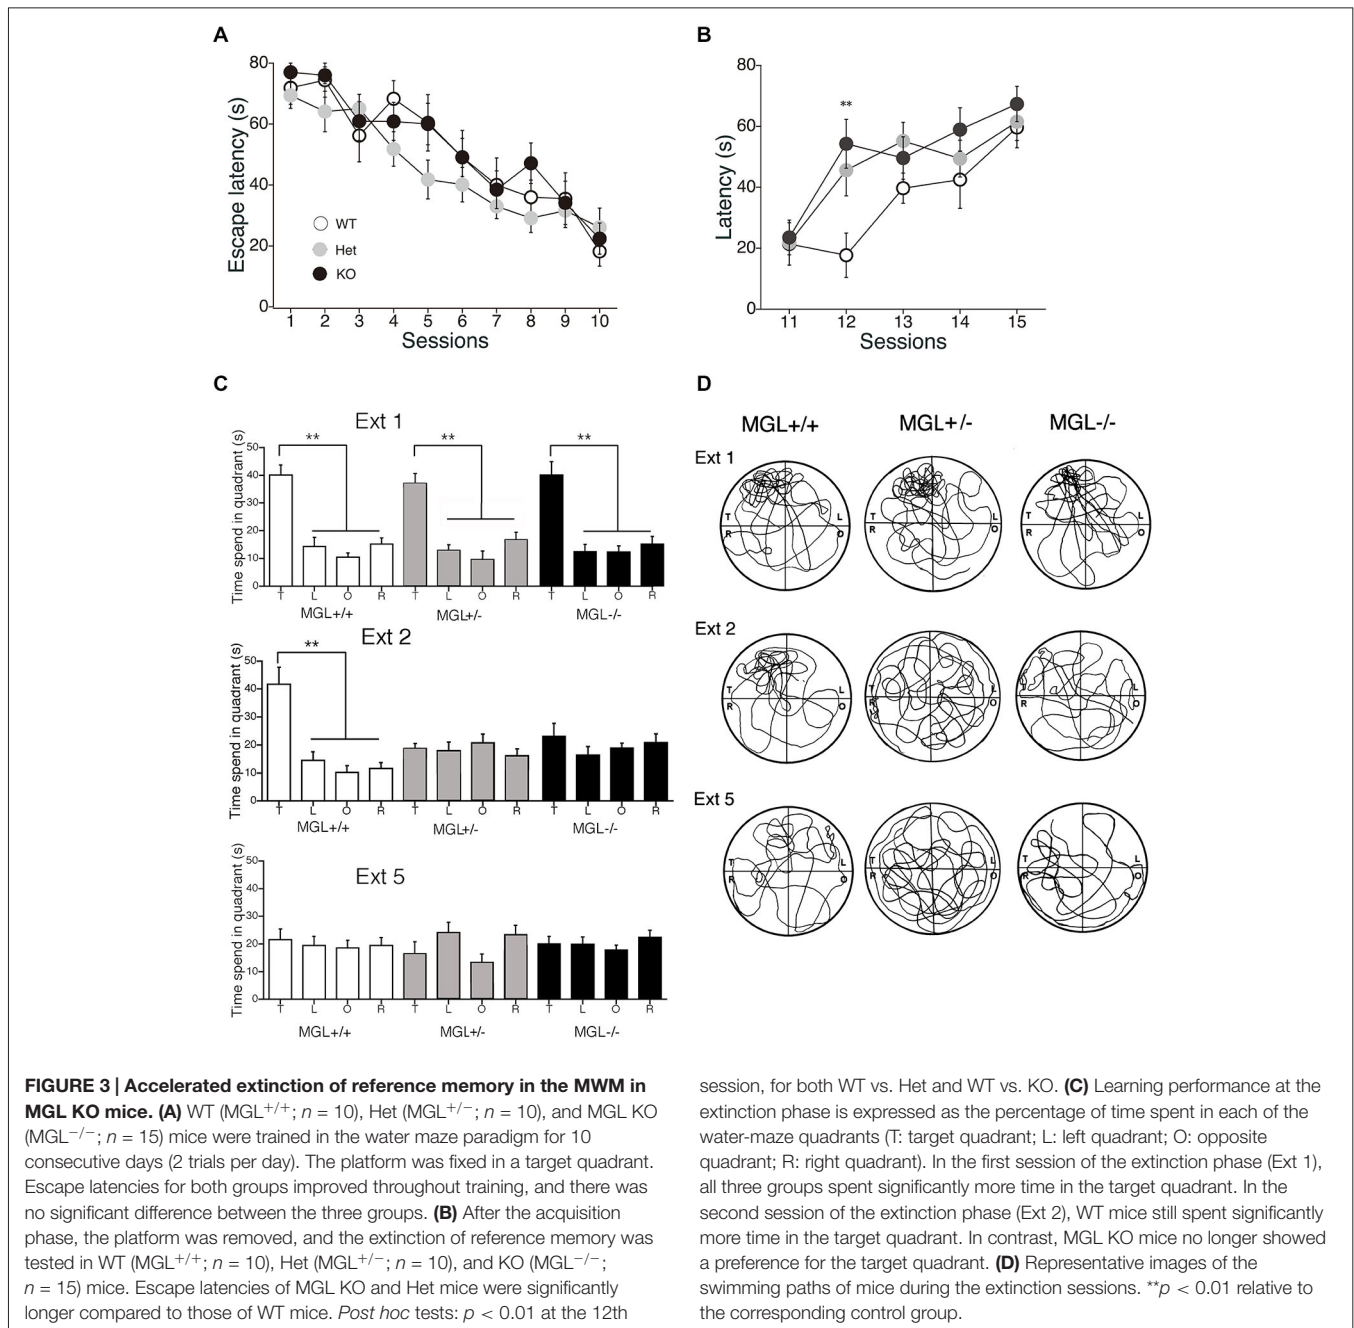 A
80
60
40
20
0
Escape latency (s)
WT
Het
KO
1 2 3 4 5 6 7 8 9 10
Sessions
B
80
60
40
20
0
Latency (s)
**
11 12 13 14 15
Sessions
C
Ext 1
Time spend in quadrant (s)
50
40
30
20
10
0
** ** **
T L O R T L O R T L O R
MGL+/+ MGL+/- MGL-/-
Ext 2
Time spend in quadrant (s)
50
40
30
20
10
0
**
T L O R T L O R T L O R
MGL+/+ MGL+/- MGL-/-
Ext 5
Time spend in quadrant (s)
50
40
30
20
10
0
T L O R T L O R T L O R
MGL+/+ MGL+/- MGL-/-
D
MGL+/+ MGL+/- MGL-/-
Ext 1
T L T L T L
R O R O R O
Ext 2
T L T L T L
R O R O R O
Ext 5
T L T L T L
R O R O R O
FIGURE 3 | Accelerated extinction of reference memory in the MWM in
MGL KO mice. (A) WT (MGL+/+; n = 10), Het (MGL+/−; n = 10), and MGL KO
(MGL−/−; n = 15) mice were trained in the water maze paradigm for 10
consecutive days (2 trials per day). The platform was fixed in a target quadrant.
Escape latencies for both groups improved throughout training, and there was
no significant difference between the three groups. (B) After the acquisition
phase, the platform was removed, and the extinction of reference memory was
tested in WT (MGL+/+; n = 10), Het (MGL+/−; n = 10), and KO (MGL−/−;
n = 15) mice. Escape latencies of MGL KO and Het mice were significantly
longer compared to those of WT mice. Post hoc tests: p < 0.01 at the 12th
session, for both WT vs. Het and WT vs. KO. (C) Learning performance at the
extinction phase is expressed as the percentage of time spent in each of the
water-maze quadrants (T: target quadrant; L: left quadrant; O: opposite
quadrant; R: right quadrant). In the first session of the extinction phase (Ext 1),
all three groups spent significantly more time in the target quadrant. In the
second session of the extinction phase (Ext 2), WT mice still spent significantly
more time in the target quadrant. In contrast, MGL KO mice no longer showed
a preference for the target quadrant. (D) Representative images of the
swimming paths of mice during the extinction sessions. **p < 0.01 relative to
the corresponding control group.